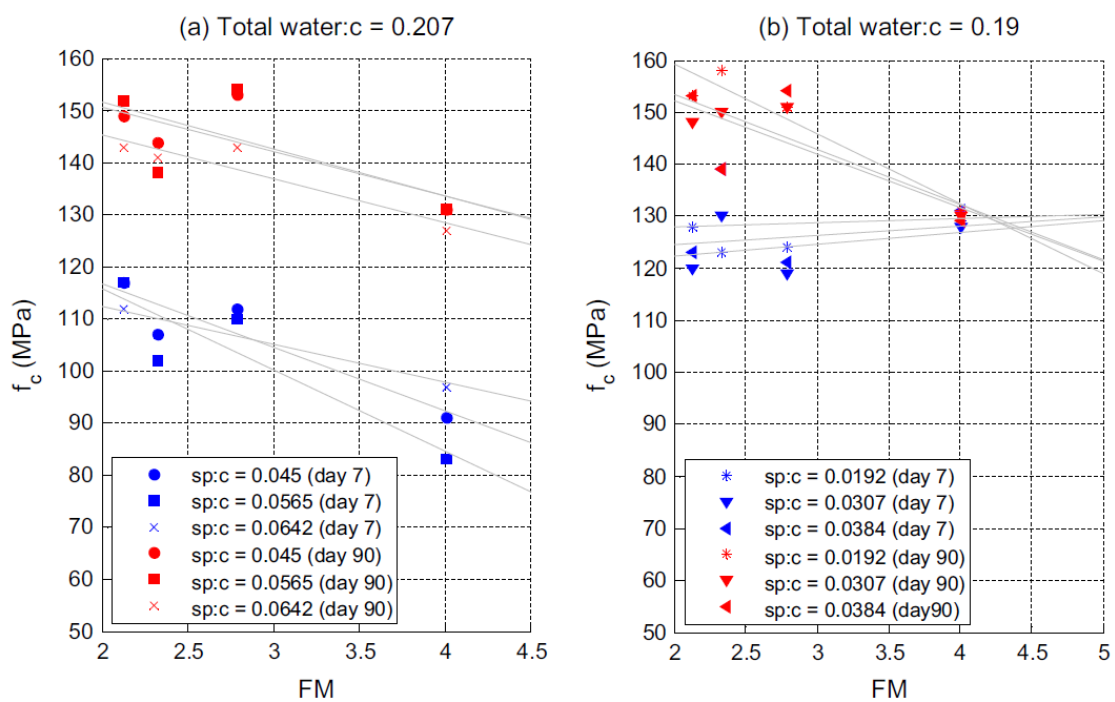 (a) Total water:c = 0.207
160
150
140
130
120
110
100
90
80
70
60
50
f_c (MPa)
2
2.5
3
3.5
4
4.5
FM
sp:c = 0.045 (day 7)
sp:c = 0.0565 (day 7)
sp:c = 0.0642 (day 7)
sp:c = 0.045 (day 90)
sp:c = 0.0565 (day 90)
sp:c = 0.0642 (day 90)
(b) Total water:c = 0.19
160
150
140
130
120
110
100
90
80
70
60
50
f_c (MPa)
2
2.5
3
3.5
4
4.5
5
FM
sp:c = 0.0192 (day 7)
sp:c = 0.0307 (day 7)
sp:c = 0.0384 (day 7)
sp:c = 0.0192 (day 90)
sp:c = 0.0307 (day 90)
sp:c = 0.0384 (day90)